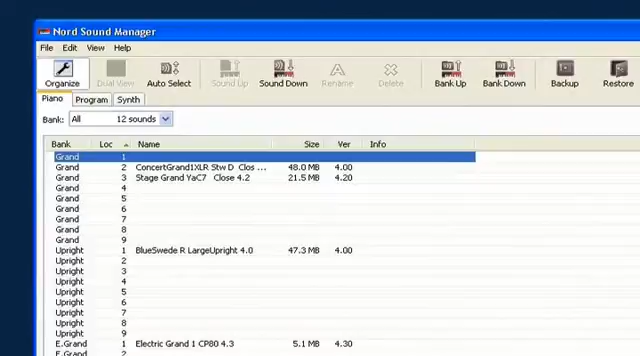 Nord Sound Manager
File Edit View Help
Organize Dual View Auto Select Sound Up Sound Down Rename Delete Bank Up Bank Down Backup Restore
Piano Program Synth
Bank: All 12 sounds
Bank Loc Name Size Ver Info
Grand 1
Grand 2 ConcertGrand1XLR Stw D Clos ... 48.0 MB 4.00
Grand 3 Stage Grand YaC7 Close 4.2 21.5 MB 4.20
Grand 4
Grand 5
Grand 6
Grand 7
Grand 8
Grand 9
Upright 1 BlueSwede R LargeUpright 4.0 47.3 MB 4.00
Upright 2
Upright 3
Upright 4
Upright 5
Upright 6
Upright 7
Upright 8
Upright 9
E.Grand 1 Electric Grand 1 CP80 4.3 5.1 MB 4.30
E.Grand 2